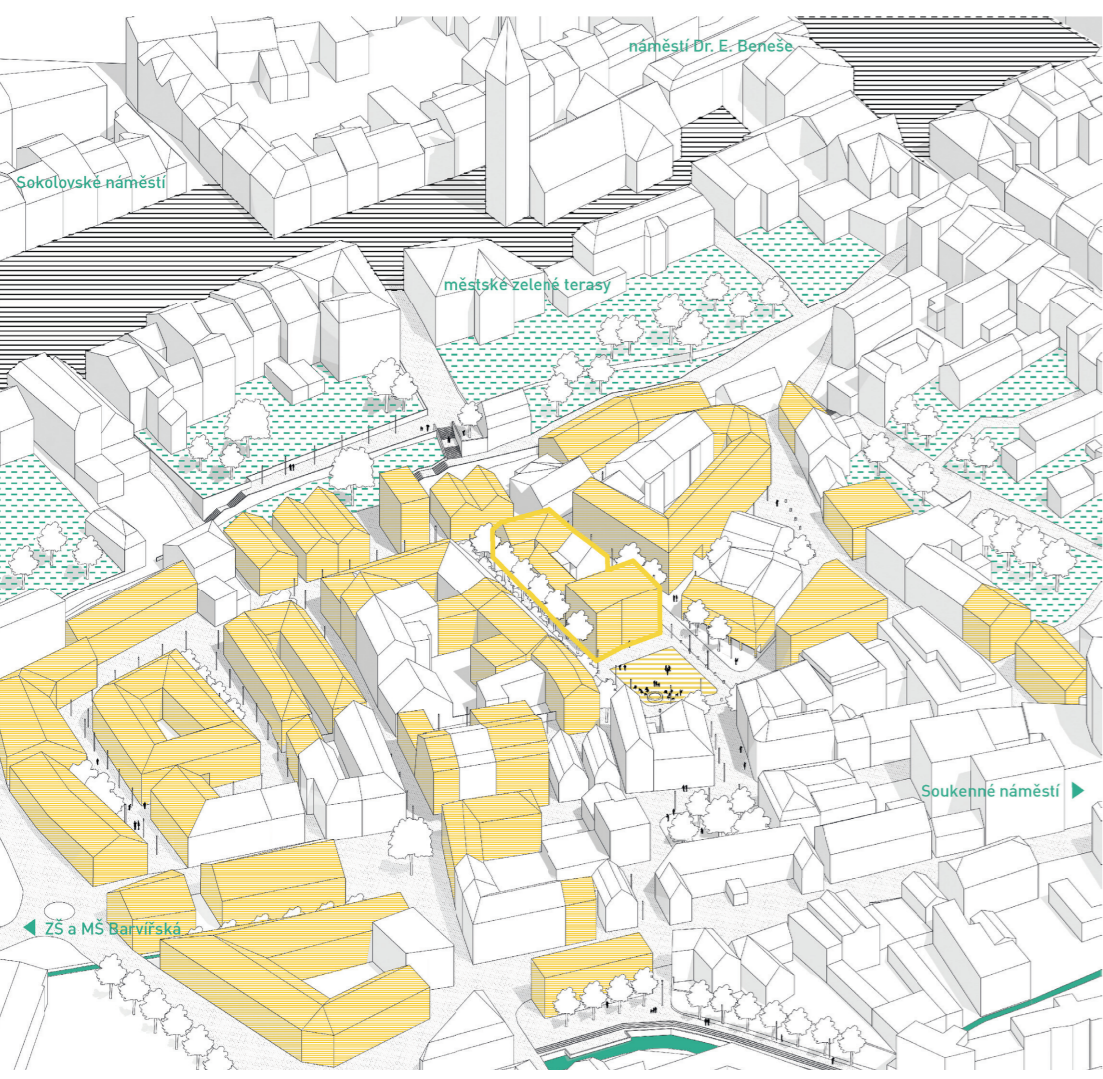 náměstí Dr. E. Beneše
Sokolovské náměstí
městské zelené terasy
Soukenné náměstí
ZŠ a MŠ Barvířská